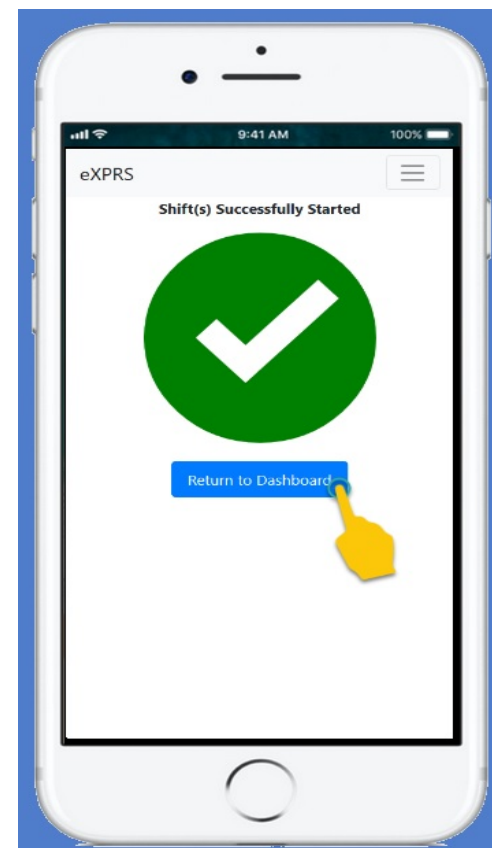 9:41 AM
100%
eXPRS
Shift(s) Successfully Started
Return to Dashboard